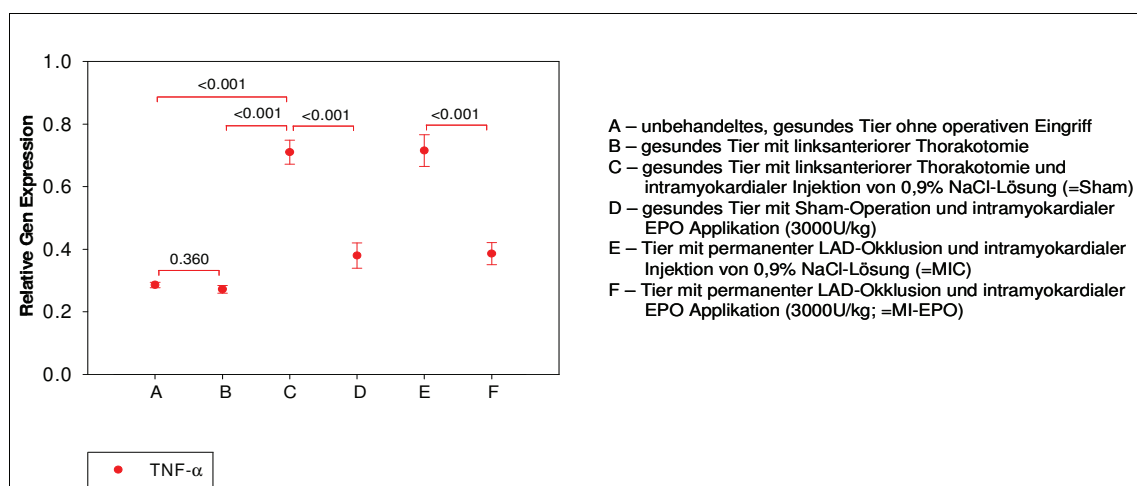 1.0
0.8
0.6
0.4
0.2
0.0
Relative Gen Expression
<0.001
<0.001
<0.001
<0.001
0.360
A
B
C
D
E
F
TNF-α
A – unbehandeltes, gesundes Tier ohne operativen Eingriff
B – gesundes Tier mit linksanteriorer Thorakotomie
C – gesundes Tier mit linksanteriorer Thorakotomie und
intramyokardialer Injektion von 0,9% NaCl-Lösung (=Sham)
D – gesundes Tier mit Sham-Operation und intramyokardialer
EPO Applikation (3000U/kg)
E – Tier mit permanenter LAD-Okklusion und intramyokardialer
Injektion von 0,9% NaCl-Lösung (=MIC)
F – Tier mit permanenter LAD-Okklusion und intramyokardialer
EPO Applikation (3000U/kg; =MI-EPO)